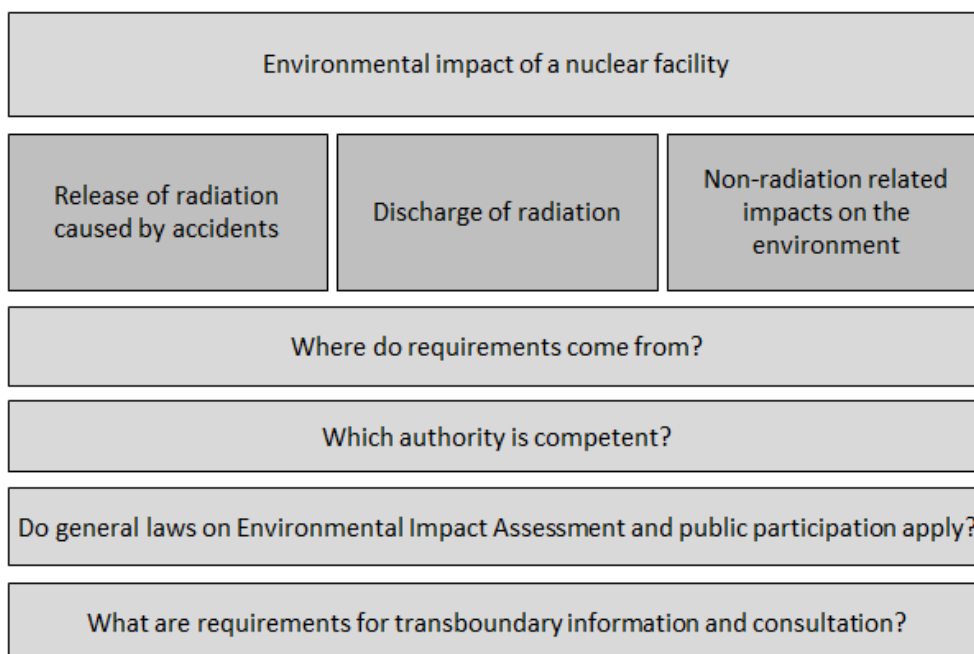 Environmental impact of a nuclear facility
Release of radiation
caused by accidents
Discharge of radiation
Non-radiation related
impacts on the
environment
Where do requirements come from?
Which authority is competent?
Do general laws on Environmental Impact Assessment and public participation apply?
What are requirements for transboundary information and consultation?